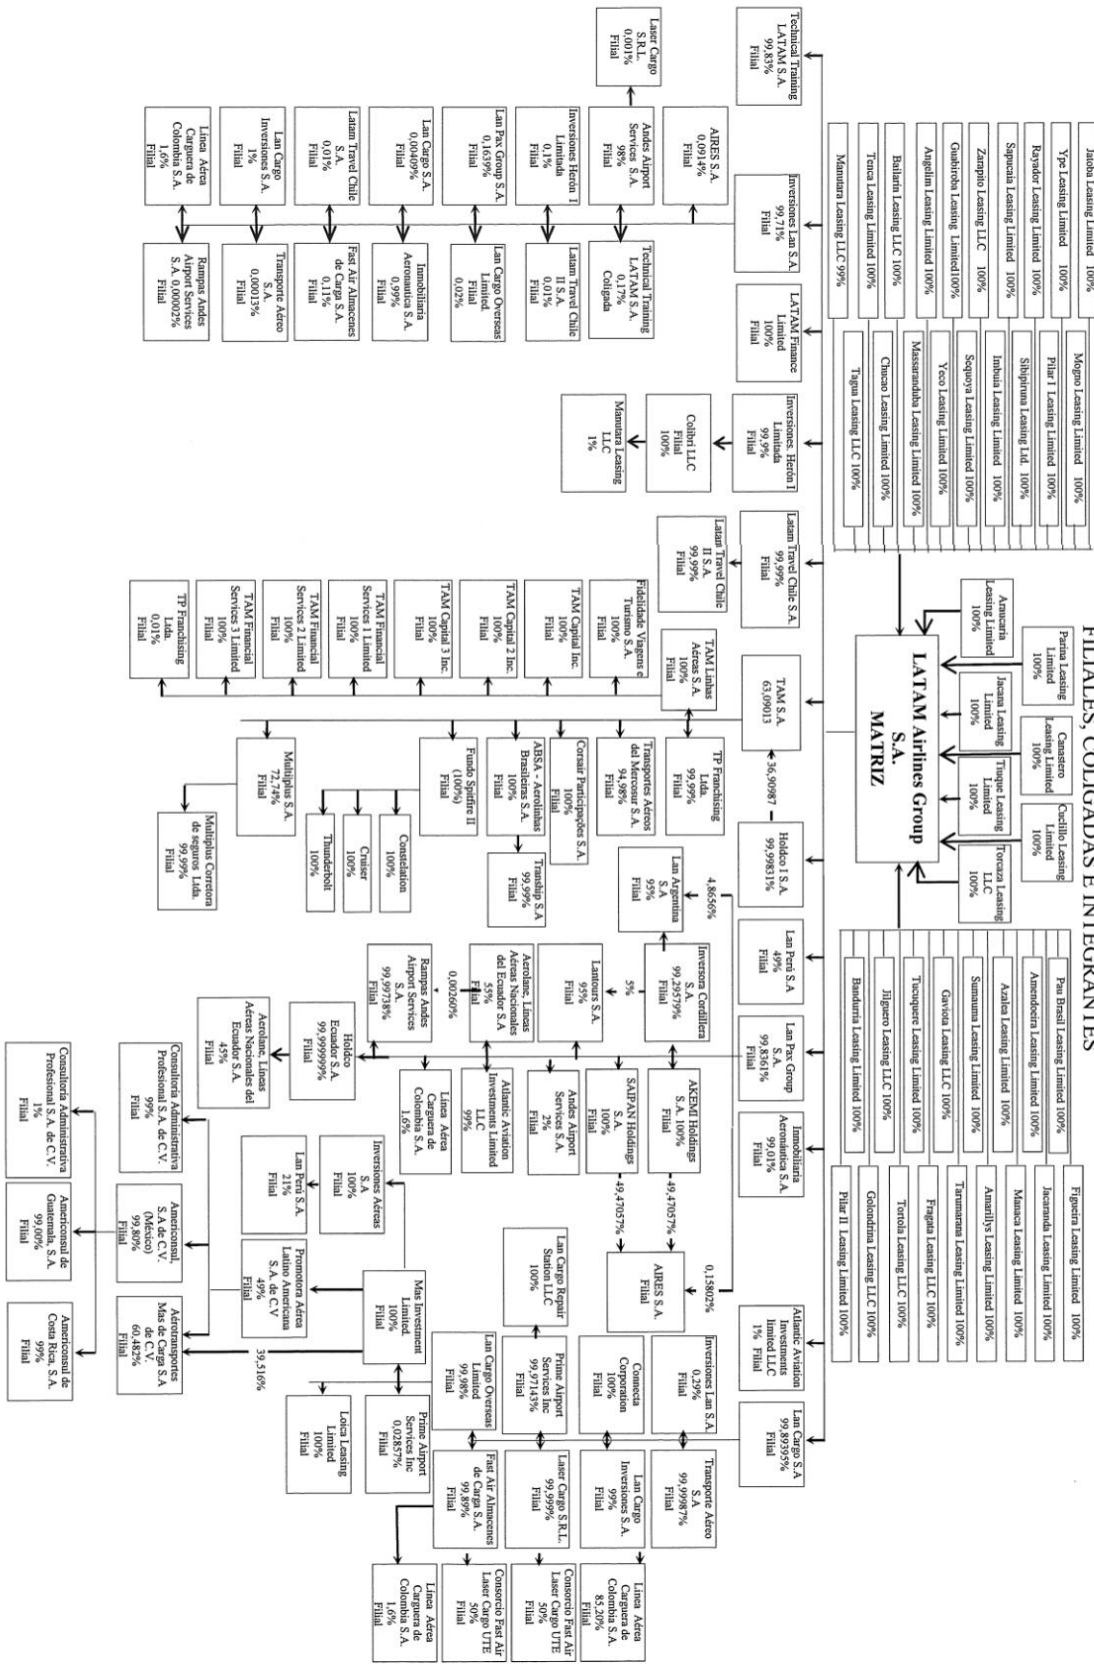 FILIALES, COLIGADAS E INTEGRANTES
Jatoba Leasing Limited 100%
Ype Leasing Limited 100%
Rayador Leasing Limited 100%
Sapucaia Leasing Limited 100%
Zarapito Leasing LLC 100%
Guabiroba Leasing Limited100%
Angelim Leasing Limited 100%
Bailarin Leasing LLC 100%
Tenca Leasing Limited 100%
Manutara Leasing LLC 99%
Mogno Leasing Limited 100%
Pilar I Leasing Limited 100%
Sibipiruna Leasing Ltd. 100%
Imbuia Leasing Limited 100%
Sequoya Leasing Limited 100%
Yeco Leasing Limited 100%
Massaranduba Leasing Limited 100%
Chucao Leasing Limited 100%
Tagua Leasing LLC 100%
Parina Leasing
Limited
100%
Canastero
Leasing Limited
100%
Cuclillo Leasing
Limited
100%
Araucaria
Leasing Limited
100%
Jacana Leasing
Limited
100%
Tiuque Leasing
Limited
100%
Torcaza Leasing
LLC
100%
LATAM Airlines Group
S.A.
MATRIZ
Pau Brasil Leasing Limited 100%
Amendoeira Leasing Limited 100%
Azalea Leasing Limited 100%
Sumauma Leasing Limited 100%
Gaviota Leasing LLC 100%
Tucuquere Leasing Limited 100%
Jilguero Leasing LLC 100%
Bandurria Leasing Limited 100%
Figueira Leasing Limited 100%
Jacaranda Leasing Limited 100%
Manaca Leasing Limited 100%
Amarillys Leasing Limited 100%
Tarumarana Leasing Limited 100%
Fragata Leasing LLC 100%
Tortola Leasing LLC 100%
Golondrina Leasing LLC 100%
Pilar II Leasing Limited 100%
Technical Training
LATAM S.A.
99,83%
Filial
Inversiones Lan S.A.
99,71%
Filial
LATAM Finance
Limited
100%
Filial
Inversiones. Herón I
Limitada
99,9%
Filial
Latam Travel Chile S.A.
99,99%
Filial
TAM S.A.
63,09013
36,90987
Holdco I S.A.
99,99831%
Filial
Lan Perú S.A
49%
Filial
Lan Pax Group
S.A.
99,8361%
Filial
Inmobiliaria
Aeronáutica S.A.
99,01%
Filial
Atlantic Aviation
Investments
limited LLC
1% Filial
Lan Cargo S.A
99,89395%
Filial
Laser Cargo
S.R.L.
0,001%
Filial
AIRES S.A.
0,0914%
Andes Airport
Services S.A.
98%
Filial
Technical Training
LATAM S.A.
0,17%
Coligada
Inversiones Herón I
Limitada
0,1%
Filial
Latam Travel Chile
II S.A.
0,01%
Filial
Lan Pax Group S.A.
0,1639%
Filial
Lan Cargo Overseas
Limited.
0,02%
Filial
Lan Cargo S.A.
0,00409%
Filial
Inmobiliaria
Aeronautica S.A.
0,99%
Filial
Latam Travel Chile
S.A.
0,01%
Filial
Fast Air Almacenes
de Carga S.A.
0,11%
Filial
Lan Cargo
Inversiones S.A.
1%
Filial
Transporte Aéreo
S.A.
0,00013%
Filial
Línea Aérea
Carguera de
Colombia S.A.
1,6%
Filial
Rampas Andes
Airport Services
S.A. 0,00002%
Filial
Colibri LLC
Filial
100%
Manutara Leasing
LLC
1%
Latam Travel Chile
II S.A.
99,99%
Filial
TAM Linhas
Aéreas S.A.
100%
Filial
TP Franchising
Ltda.
99,99%
Filial
Fidelidade Viagens e
Turismo S.A.
100%
Filial
TAM Capital Inc.
100%
Filial
TAM Capital 2 Inc.
100%
Filial
TAM Capital 3 Inc.
100%
Filial
TAM Financial
Services 1 Limited
100%
Filial
TAM Financial
Services 2 Limited
100%
Filial
TAM Financial
Services 3 Limited
100%
Filial
TP Franchising
Ltda.
0,01%
Filial
Transportes Aéreos
del Mercosur S.A.
94,98%
Filial
Corsair Participações S.A.
100%
Filial
ABSA - Aerolinhas
Brasileiras S.A.
100%
Filial
Tranship S.A
99,99%
Filial
Fundo Spitfire II
(100%)
Filial
Constelation
100%
Cruiser
100%
Thunderbolt
100%
Multiplus S.A.
72,74%
Filial
Multiplus Corretora
de seguros Ltda.
99,99%
Filial
4,8656%
Lan Argentina
S.A
95%
Filial
Inversora Cordillera
S.A.
99,29579%
Filial
5%
Lantours S.A.
95%
Filial
AKEMI Holdings
S.A. 100%
Filial
SAIPAN Holdings
S.A.
100%
Filial
49,47057%
49,47057%
0,15802%
AIRES S.A.
Filial
Aerolane, Líneas
Aéreas Nacionales
del Ecuador S.A
55%
Filial
Andes Airport
Services S.A.
2%
Filial
Atlantic Aviation
Investments Limited
LLC
99%
0,00260%
Rampas Andes
Airport Services
S.A.
99,99738%
Filial
Línea Aérea
Carguera de
Colombia S.A.
1,6%
Filial
Holdco
Ecuador S.A
99,999999%
Filial
Aerolane, Líneas
Aéreas Nacionales del
Ecuador S.A.
45%
Filial
Inversiones Lan S.A.
0,29%
Filial
Transporte Aéreo
S.A
99,99987%
Filial
Connecta
Corporation
100%
Filial
Lan Cargo
Inversiones S.A.
99%
Filial
Línea Aérea
Carguera de
Colombia S.A.
85,20%
Filial
Lan Cargo Repair
Station LLC
100%
Prime Airport
Services Inc
99,97143%
Filial
Laser Cargo S.R.L.
99,999%
Filial
Consorcio Fast Air
Laser Cargo UTE
50%
Filial
Lan Cargo Overseas
Limited
99,98%
Filial
Fast Air Almacenes
de Carga S.A.
99,89%
Filial
Consorcio Fast Air
Laser Cargo UTE
50%
Filial
Línea Aérea
Carguera de
Colombia S.A.
1,6%
Filial
Mas Investment
Limited.
100%
Filial
Prime Airport
Services Inc
0,02857%
Filial
Loica Leasing
Limited
100%
Filial
Inversiones Aéreas
S.A
100%
Filial
Lan Perú S.A.
21%
Filial
Promotora Aérea
Latino Americana
S.A. de C.V
49%
Filial
39,516%
Consultoría Administrativa
Profesional S.A. de C.V.
99%
Filial
Americonsul,
S.A de C.V.
(México)
99,80%
Filial
Aérotransportes
Mas de Carga S.A
de C.V.
60,482%
Filial
Consultoría Administrativa
Profesional S.A. de C.V.
1%
Filial
Americonsul de
Guatemala, S.A.
99,00%
Filial
Americonsul de
Costa Rica, S.A.
99%
Filial